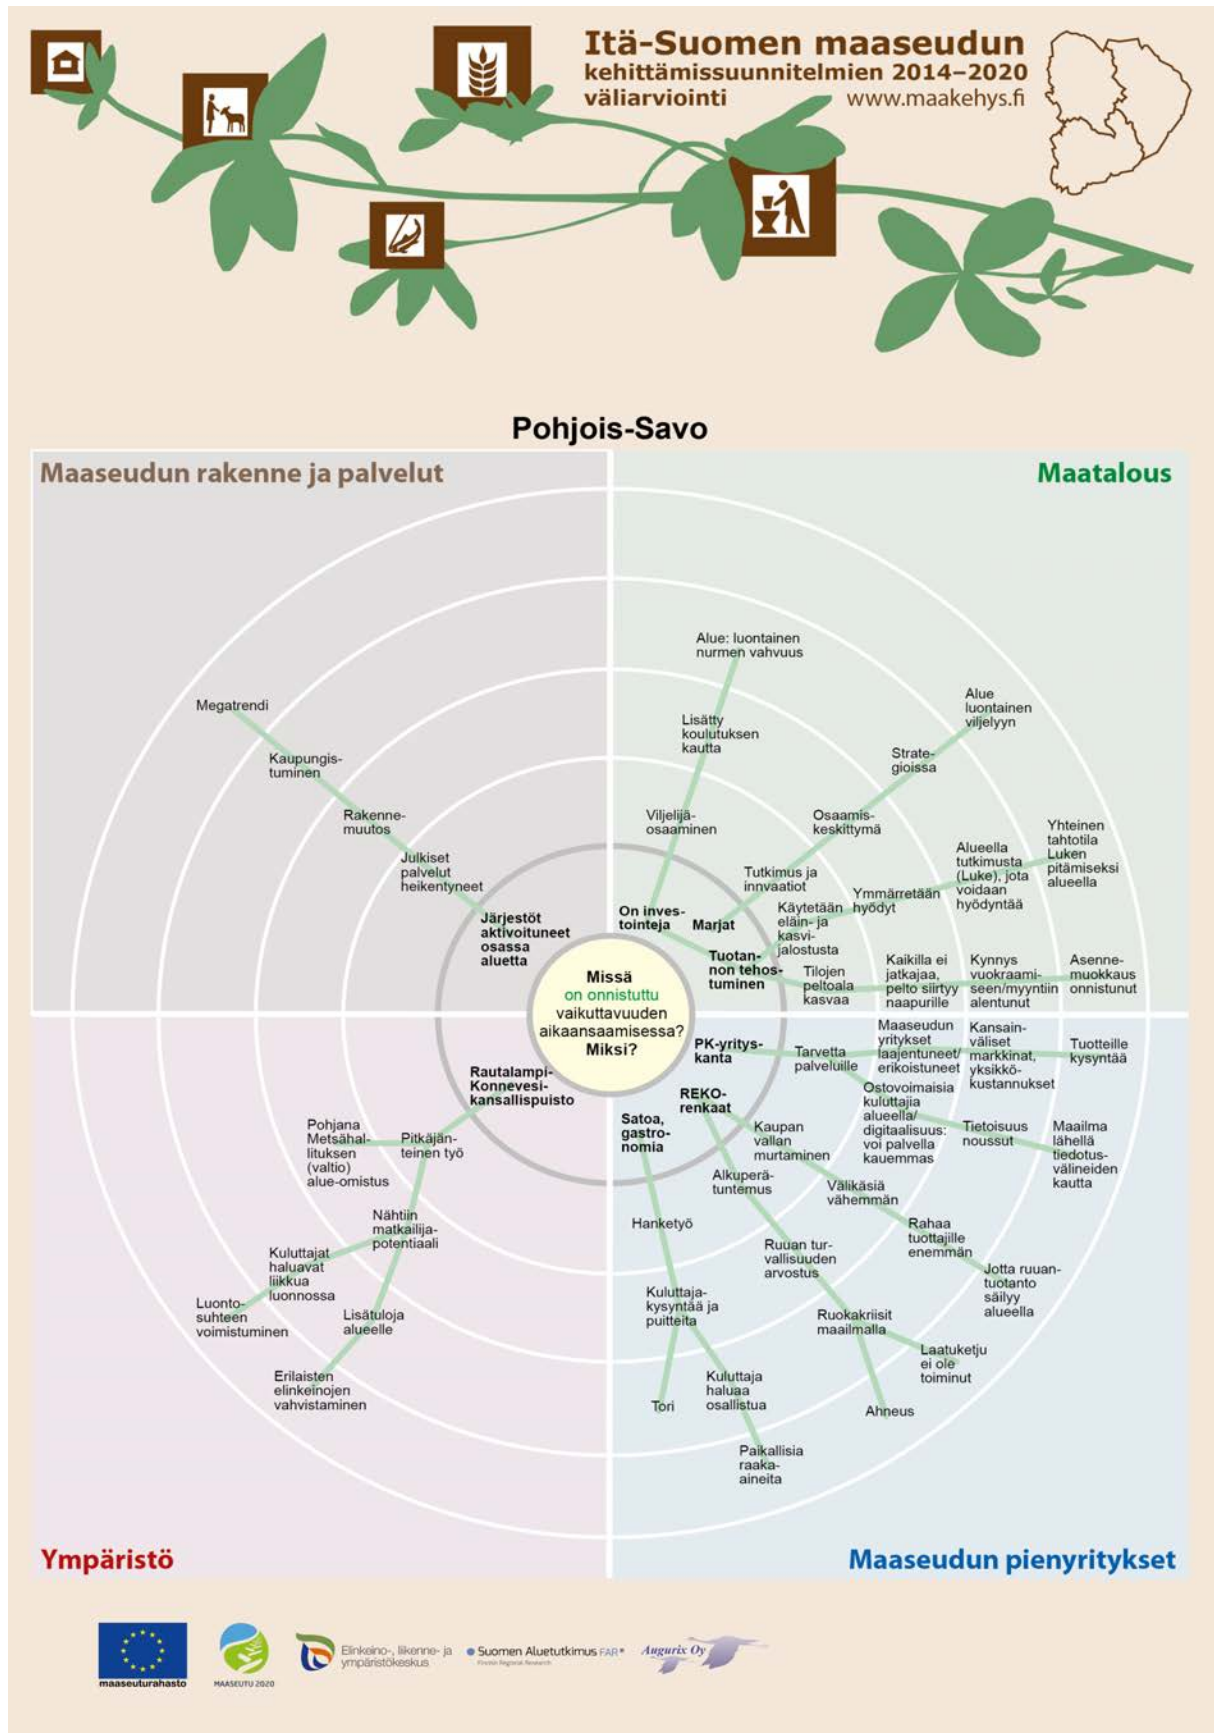 Itä-Suomen maaseudun
kehittämissuunnitelmien 2014–2020
väliarviointi
www.maakehys.fi
Pohjois-Savo
Maaseudun rakenne ja palvelut
Megatrendi
Kaupungis-
tuminen
Rakenne-
muutos
Julkiset
palvelut
heikentyneet
Järjestöt
aktivoituneet
osassa
aluetta
Maatalous
Alue: luontainen
nurmen vahvuus
Lisätty
koulutuksen
kautta
Viljelijä-
osaaminen
On inves-
tointeja
Alue
luontainen
viljelyyn
Strate-
gioissa
Osaamis-
keskittymä
Tutkimus ja
innvaatiot
Marjat
Yhteinen
tahtotila
Luken
pitämiseksi
alueella
Alueella
tutkimusta
(Luke), jota
voidaan
hyödyntää
Ymmärretään
hyödyt
Käytetään
eläin- ja
kasvi-
jalostusta
Tuotan-
non tehos-
tuminen
Tilojen
peltoala
kasvaa
Kaikilla ei
jatkajaa,
pelto siirtyy
naapurille
Kynnys
vuokraami-
seen/myyntiin
alentunut
Asenne-
muokkaus
onnistunut
Missä
on onnistuttu
vaikuttavuuden
aikaansaamisessa?
Miksi?
Rautalampi-
Konnevesi-
kansallispuisto
Pitkäjän-
teinen työ
Pohjana
Metsähal-
lituksen
(valtio)
alue-omistus
Nähtiin
matkailija-
potentiaali
Kuluttajat
haluavat
liikkua
luonnossa
Luonto-
suhteen
voimistuminen
Lisätuloja
alueelle
Erilaisten
elinkeinojen
vahvistaminen
Ympäristö
PK-yritys-
kanta
Tarvetta
palveluille
Maaseudun
yritykset
laajentuneet/
erikoistuneet
Kansain-
väliset
markkinat,
yksikkö-
kustannukset
Tuotteille
kysyntää
Ostovoimaisia
kuluttajia
alueella/
digitaalisuus:
voi palvella
kauemmas
Tietoisuus
noussut
Maailma
lähellä
tiedotus-
välineiden
kautta
REKO-
renkaat
Kaupan
vallan
murtaminen
Välikäsiä
vähemmän
Rahaa
tuottajille
enemmän
Jotta ruuan-
tuotanto
säilyy
alueella
Alkuperä-
tuntemus
Ruuan tur-
vallisuuden
arvostus
Ruokakriisit
maailmalla
Laatuketju
ei ole
toiminut
Ahneus
Satoa,
gastro-
nomia
Hanketyö
Kuluttaja-
kysyntää ja
puitteita
Tori
Kuluttaja
haluaa
osallistua
Paikallisia
raaka-
aineita
Maaseudun pienyritykset
maaseuturahasto
MAASEUTU 2020
Elinkeino-, liikenne- ja
ympäristökeskus
Suomen Aluetutkimus FAR®
Finnish Regional Research
Augurix Oy